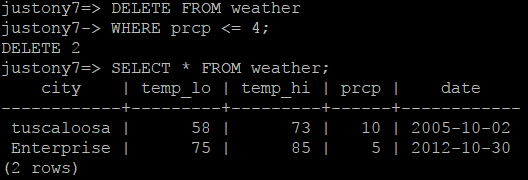 justony7=> DELETE FROM weather
justony7-> WHERE prcp <= 4;
DELETE 2
justony7=> SELECT * FROM weather;
    city    | temp_lo | temp_hi | prcp |    date
------------+---------+---------+------+------------
 tuscaloosa |      58 |      73 |   10 | 2005-10-02
 Enterprise |      75 |      85 |    5 | 2012-10-30
(2 rows)